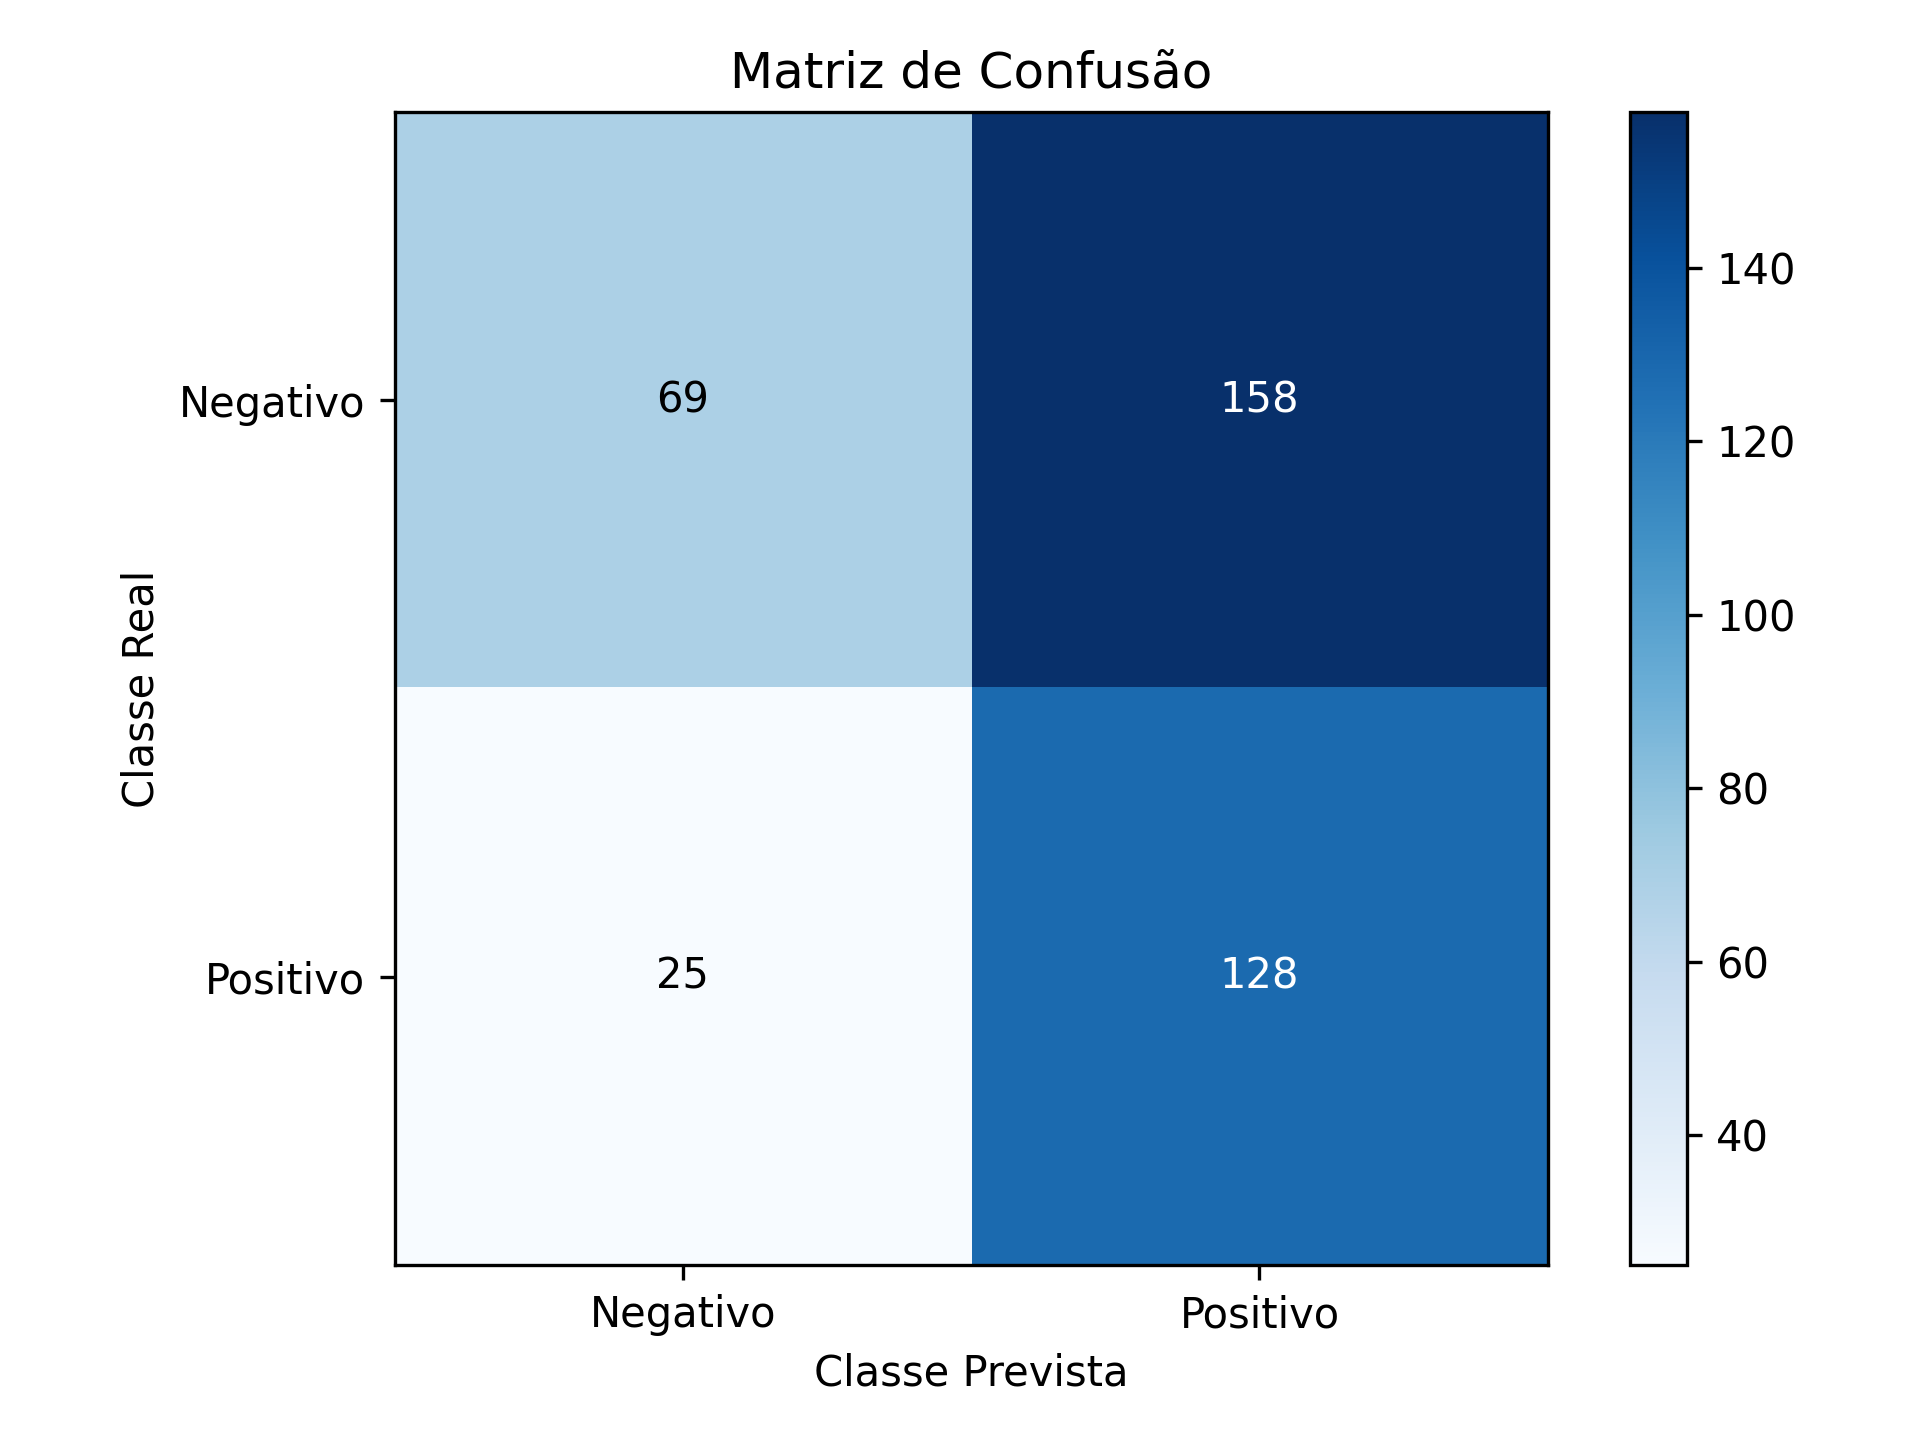 Matriz de Confusão
Negativo
69
158
Positivo
25
128
Classe Real
Negativo
Positivo
Classe Prevista
140
120
100
80
60
40